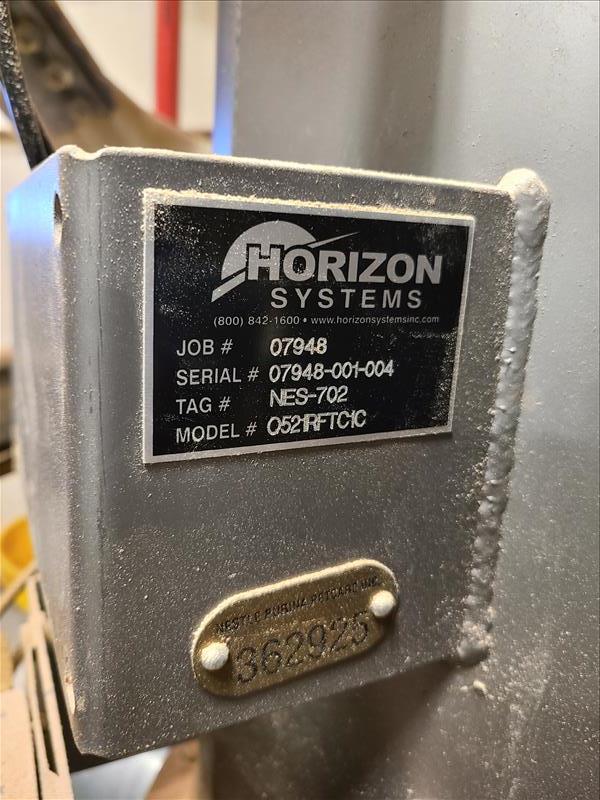 HORIZON
SYSTEMS
(800) 842-1600 • www.horizonsystemsinc.com
JOB # 07948
SERIAL # 07948-001-004
TAG # NES-702
MODEL # O521RFTC1C
NESTLE PURINA PETCARE INC.
362925